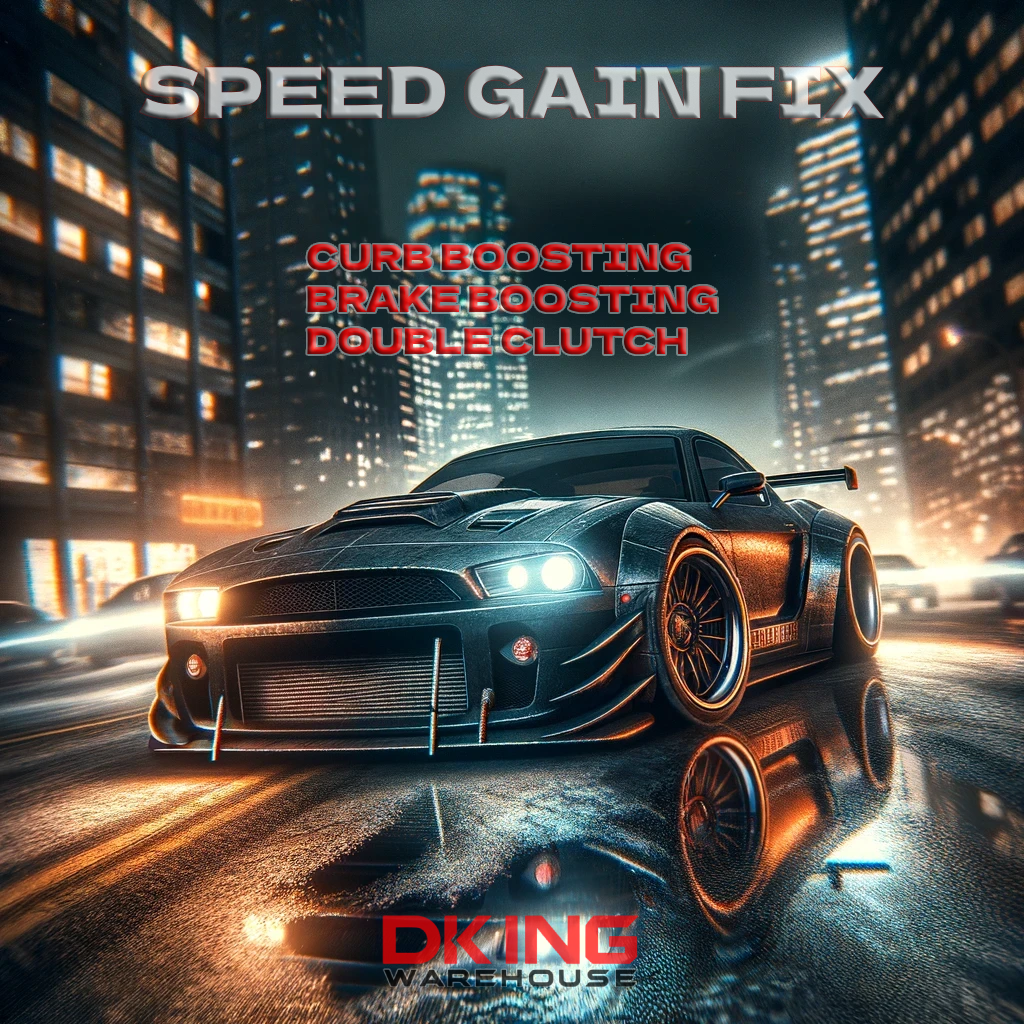 SPEED GAIN FIX
CURB BOOSTING
BRAKE BOOSTING
DOUBLE CLUTCH
DKING
WAREHOUSE